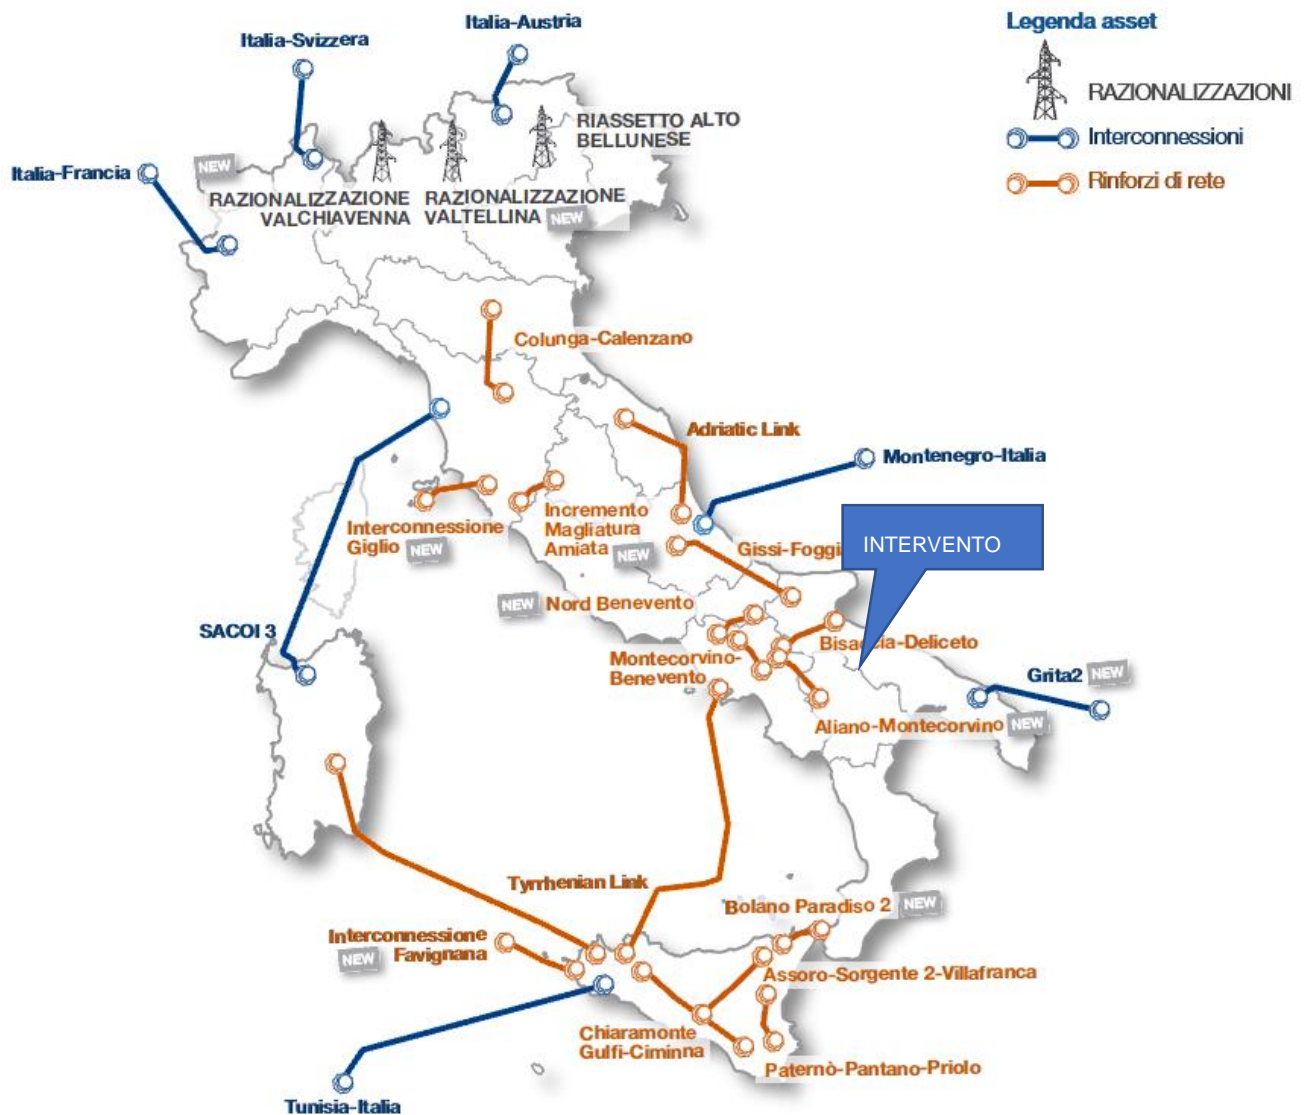 Italia-Austria
Legenda asset
Italia-Svizzera
RAZIONALIZZAZIONI
RIASSETTO ALTO
BELLUNESE
Interconnessioni
Italia-Francia
NEW
Rinforzi di rete
RAZIONALIZZAZIONE
VALCHIAVENNA
RAZIONALIZZAZIONE
VALTELLINA NEW
Colunga-Calenzano
Adriatic Link
Montenegro-Italia
Interconnessione
Giglio NEW
Incremento
Magliatura
Amiata NEW
Gissi-Foggi
INTERVENTO
NEW Nord Benevento
SACOI 3
Montecorvino-
Benevento
Bisaccia-Deliceto
Grita2 NEW
Aliano-Montecorvino NEW
Tyrrhenian Link
Bolano Paradiso 2 NEW
Interconnessione
NEW Favignana
Assoro-Sorgente 2-Villafranca
Chiaramonte
Gulfi-Ciminna
Paternò-Pantano-Priolo
Tunisia-Italia